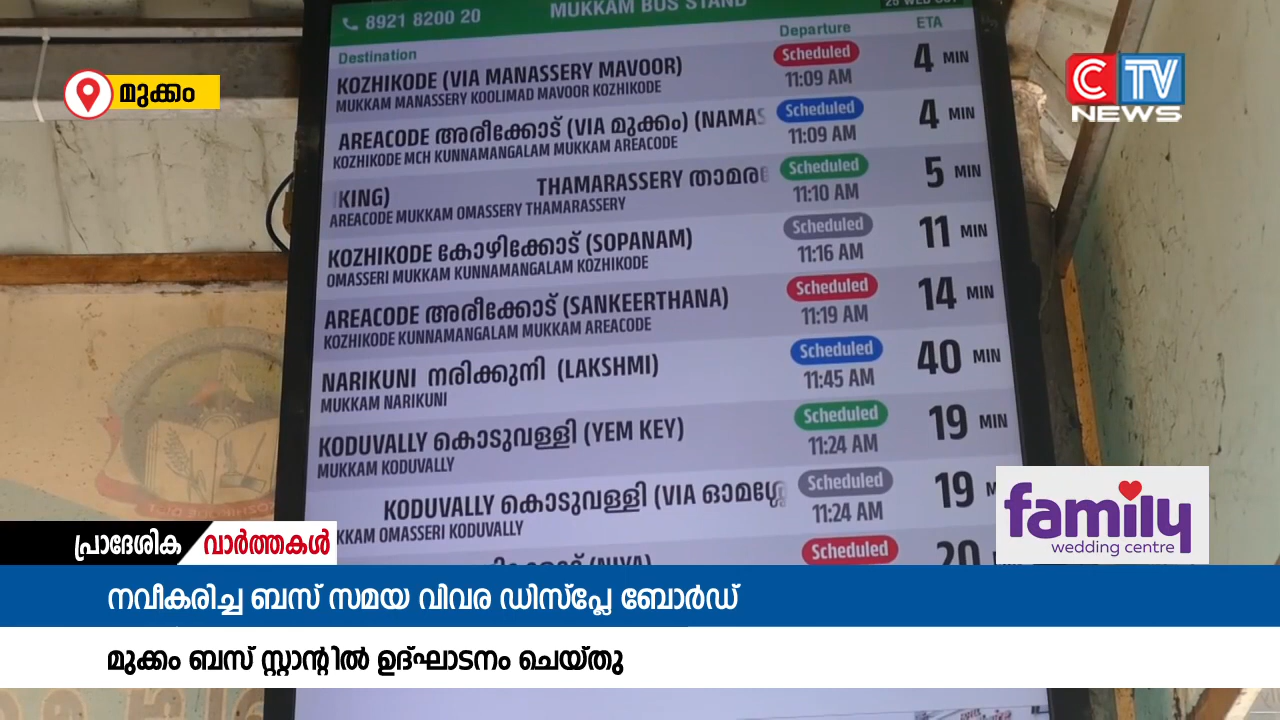 8921 8200 20
MUKKAM BUS STAND
Destination Departure ETA
KOZHIKODE (VIA MANASSERY MAVOOR) Scheduled 4 MIN
MUKKAM MANASSERY KOOLIMAD MAVOOR KOZHIKODE 11:09 AM
AREACODE അരീക്കോട് (VIA മുക്കം) (NAMAS Scheduled 4 MIN
KOZHIKODE MCH KUNNAMANGALAM MUKKAM AREACODE 11:09 AM
KING) THAMARASSERY Scheduled 5 MIN
AREACODE MUKKAM OMASSERY THAMARASSERY 11:10 AM
KOZHIKODE കോഴിക്കോട് (SOPANAM) Scheduled 11 MIN
OMASSERI MUKKAM KUNNAMANGALAM KOZHIKODE 11:16 AM
AREACODE അരീക്കോട് (SANKEERTHANA) Scheduled 14 MIN
KOZHIKODE KUNNAMANGALAM MUKKAM AREACODE 11:19 AM
NARIKUNI നരിക്കുനി (LAKSHMI) Scheduled 40 MIN
MUKKAM NARIKUNI 11:45 AM
KODUVALLY കൊടുവള്ളി (YEM KEY) Scheduled 19 MIN
MUKKAM KODUVALLY 11:24 AM
KODUVALLY കൊടുവള്ളി (VIA Scheduled 19
KKAM OMASSERI KODUVALLY 11:24 AM
Scheduled 20
മുക്കം
CTV
NEWS
family
wedding centre
പ്രാദേശിക വാർത്തകൾ
നവീകരിച്ച ബസ് സമയ വിവര ഡിസ്പ്ലേ ബോർഡ്
മുക്കം ബസ് സ്റ്റാന്റിൽ ഉദ്ഘാടനം ചെയ്തു